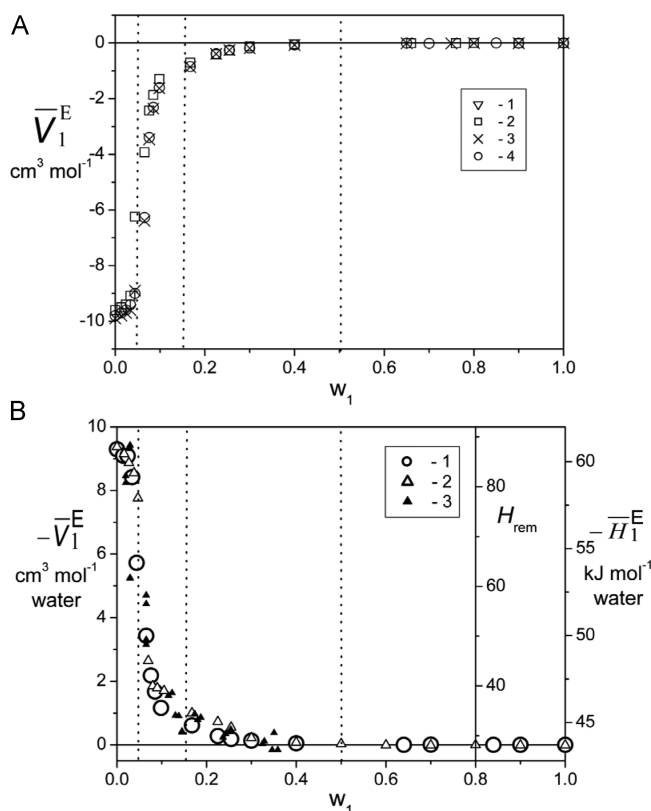 A
V̅₁ᴱ
cm³ mol⁻¹
0
-2
-4
-6
-8
-10
- 1
- 2
- 3
- 4
0.0 0.2 0.4 0.6 0.8 1.0
w₁
B
10
8
6
4
2
0
−V̅₁ᴱ
cm³ mol⁻¹
water
- 1
- 2
- 3
80
60
40
H_rem
60
55
50
45
−H̅₁ᴱ
kJ mol⁻¹
water
0.0 0.2 0.4 0.6 0.8 1.0
w₁